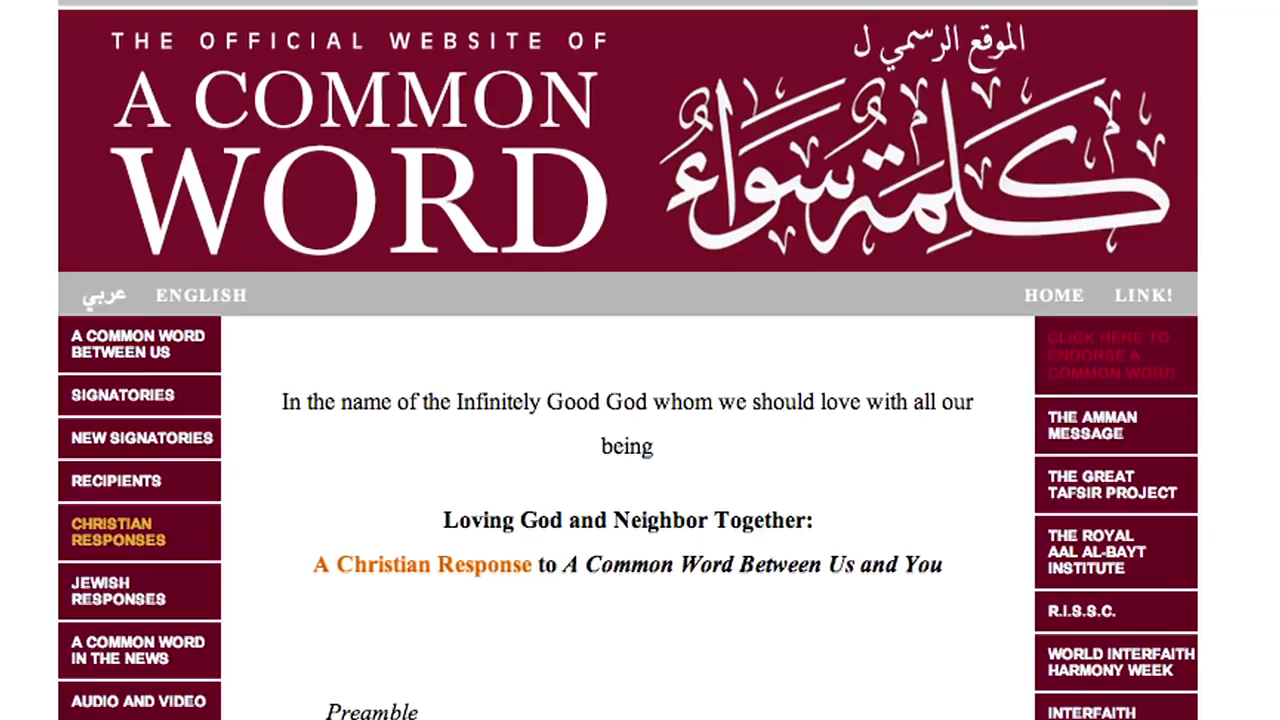 THE OFFICIAL WEBSITE OF
A COMMON
WORD
الموقع الرسمي ل
كَلِمَةٍ سَوَاءٍ
عربي ENGLISH
HOME LINK!
A COMMON WORD
BETWEEN US
SIGNATORIES
NEW SIGNATORIES
RECIPIENTS
CHRISTIAN
RESPONSES
JEWISH
RESPONSES
A COMMON WORD
IN THE NEWS
AUDIO AND VIDEO
In the name of the Infinitely Good God whom we should love with all our
being
Loving God and Neighbor Together:
A Christian Response to A Common Word Between Us and You
Preamble
CLICK HERE TO
ENDORSE A
COMMON WORD
THE AMMAN
MESSAGE
THE GREAT
TAFSIR PROJECT
THE ROYAL
AAL AL-BAYT
INSTITUTE
R.I.S.S.C.
WORLD INTERFAITH
HARMONY WEEK
INTERFAITH